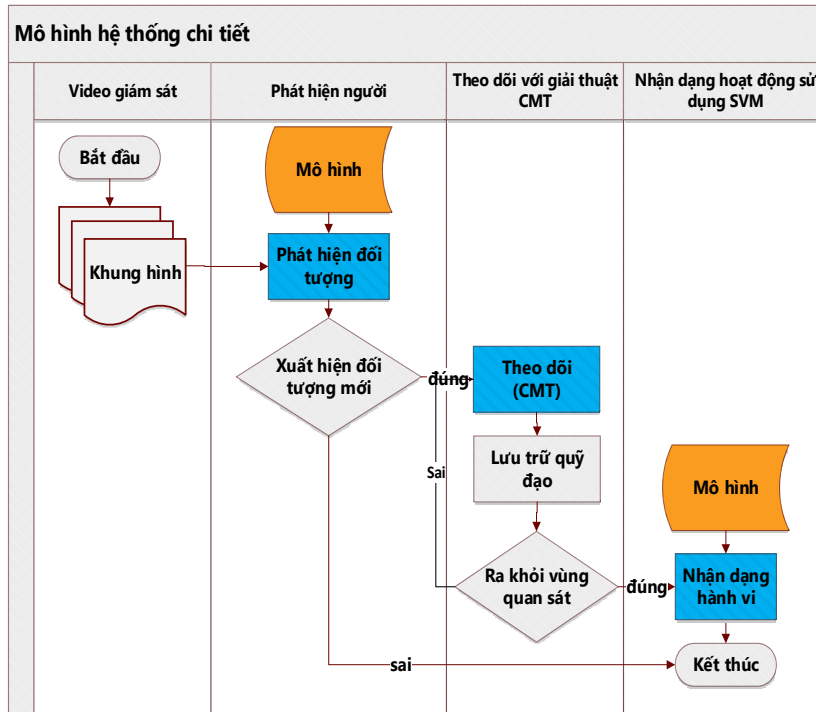 Mô hình hệ thống chi tiết
Video giám sát
Phát hiện người
Theo dõi với giải thuật
CMT
Nhận dạng hoạt động sử
dụng SVM
Bắt đầu
Khung hình
Mô hình
Phát hiện đối
tượng
Xuất hiện đối
tượng mới
đúng
sai
Theo dõi
(CMT)
Lưu trữ quỹ
đạo
Sai
Ra khỏi vùng
quan sát
đúng
Mô hình
Nhận dạng
hành vi
Kết thúc